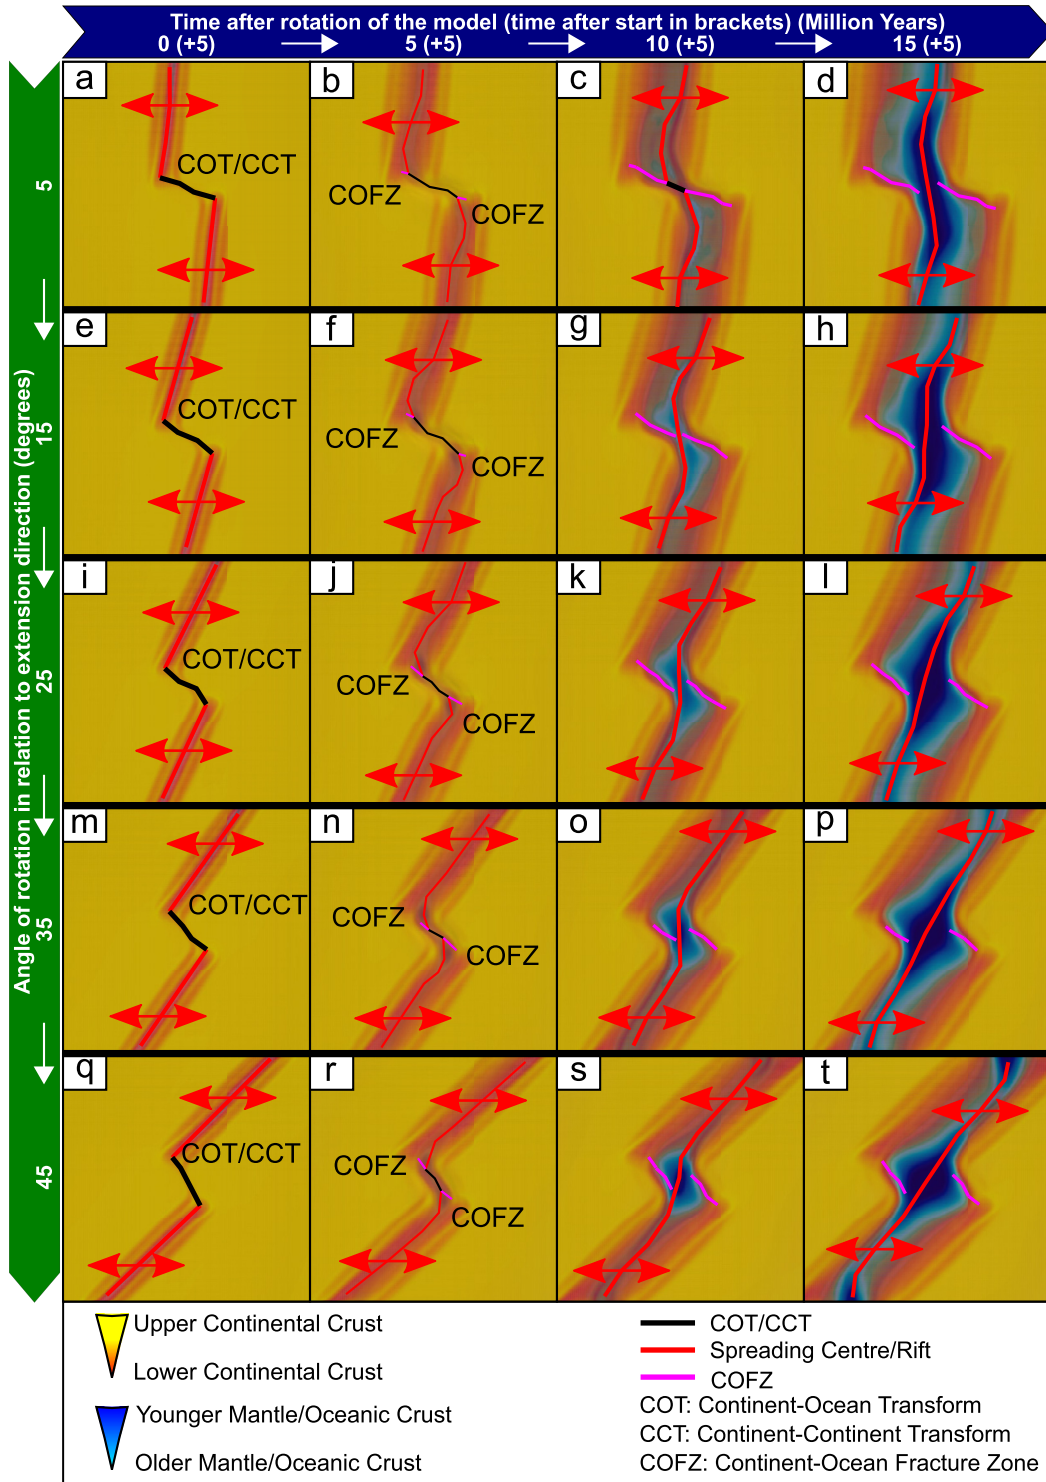 Time after rotation of the model (time after start in brackets) (Million Years)
0 (+5) 5 (+5) 10 (+5) 15 (+5)
Angle of rotation in relation to extension direction (degrees)
5
a b c d
COT/CCT
COFZ
COFZ
15
e f g h
COT/CCT
COFZ
COFZ
25
i j k l
COT/CCT
COFZ
COFZ
35
m n o p
COT/CCT
COFZ
COFZ
45
q r s t
COT/CCT
COFZ
COFZ
Upper Continental Crust
Lower Continental Crust
Younger Mantle/Oceanic Crust
Older Mantle/Oceanic Crust
COT/CCT
Spreading Centre/Rift
COFZ
COT: Continent-Ocean Transform
CCT: Continent-Continent Transform
COFZ: Continent-Ocean Fracture Zone